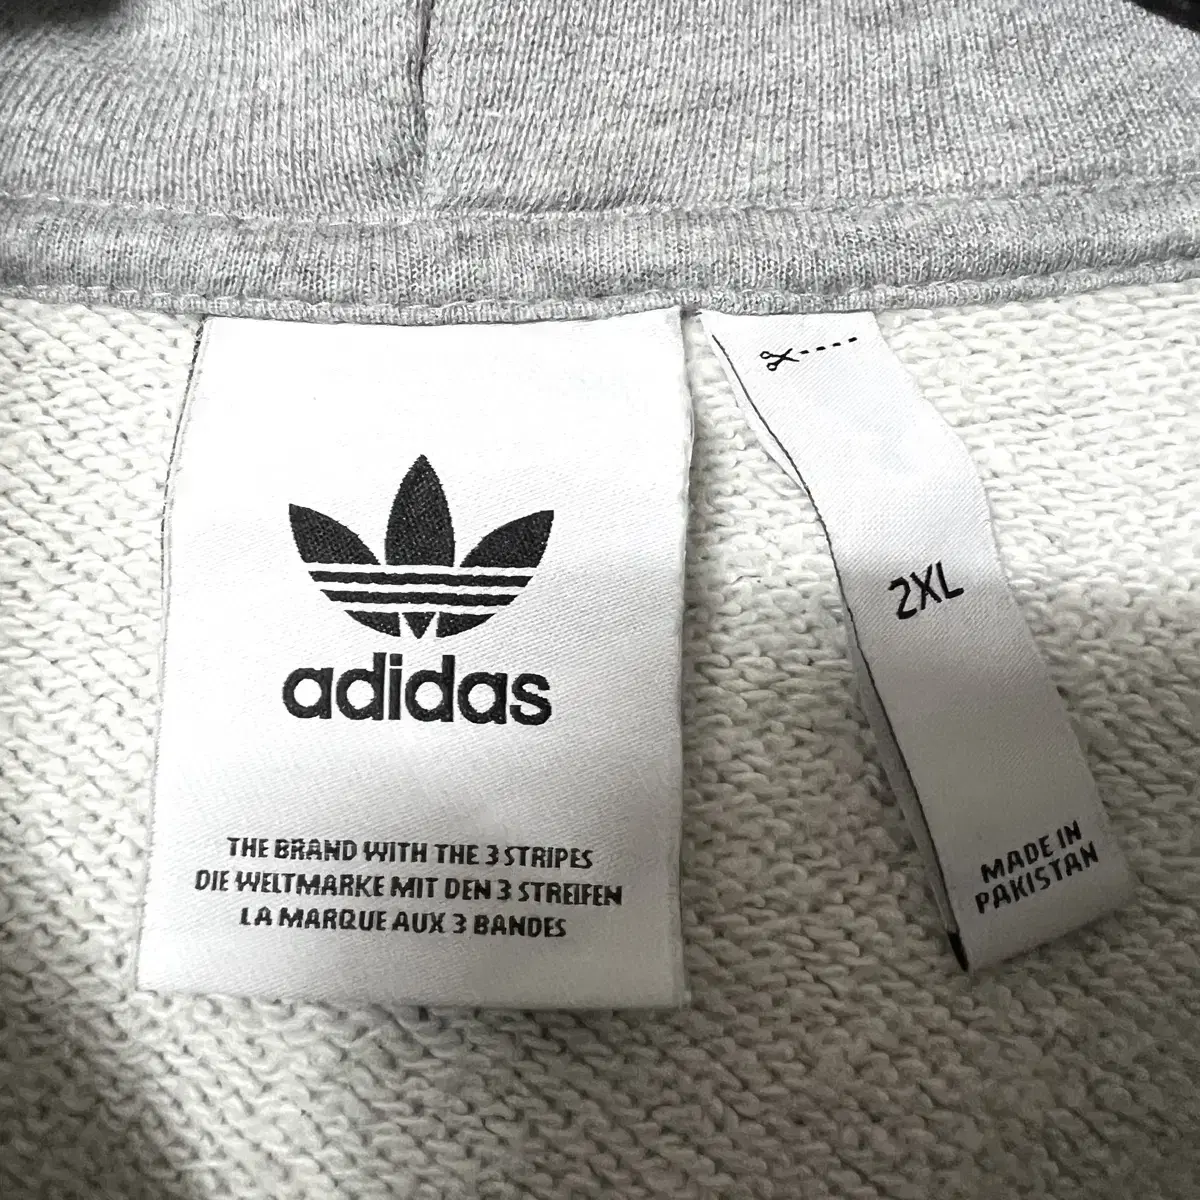 adidas
THE BRAND WITH THE 3 STRIPES
DIE WELTMARKE MIT DEN 3 STREIFEN
LA MARQUE AUX 3 BANDES
2XL
MADE IN
PAKISTAN